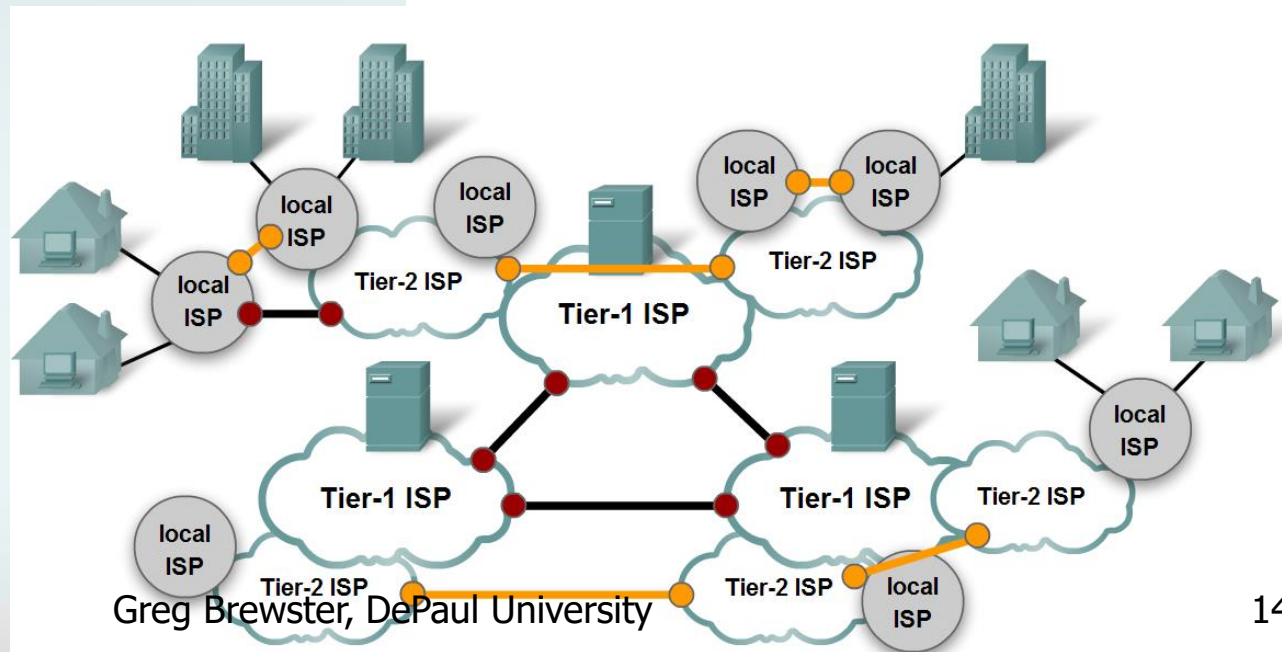 local
ISP
local
ISP
local
ISP
local
ISP
local
ISP
Tier-2 ISP
Tier-2 ISP
Tier-1 ISP
local
ISP
Tier-1 ISP
Tier-1 ISP
Tier-2 ISP
local
ISP
Tier-2 ISP
Tier-2 ISP
local
ISP
Greg Brewster, DePaul University
14